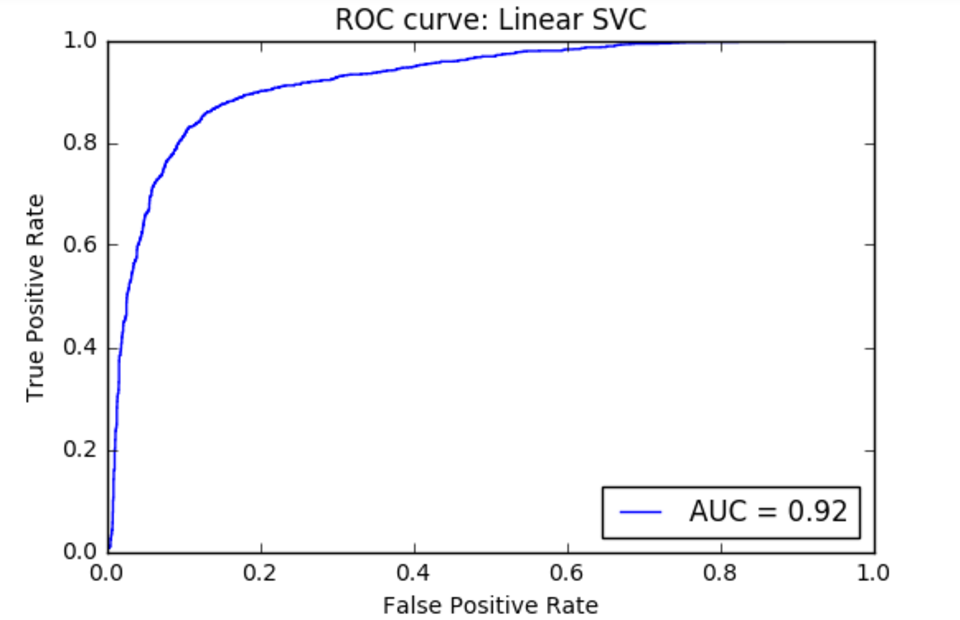 ROC curve: Linear SVC
1.0
0.8
0.6
0.4
0.2
0.0
True Positive Rate
AUC = 0.92
0.0 0.2 0.4 0.6 0.8 1.0
False Positive Rate